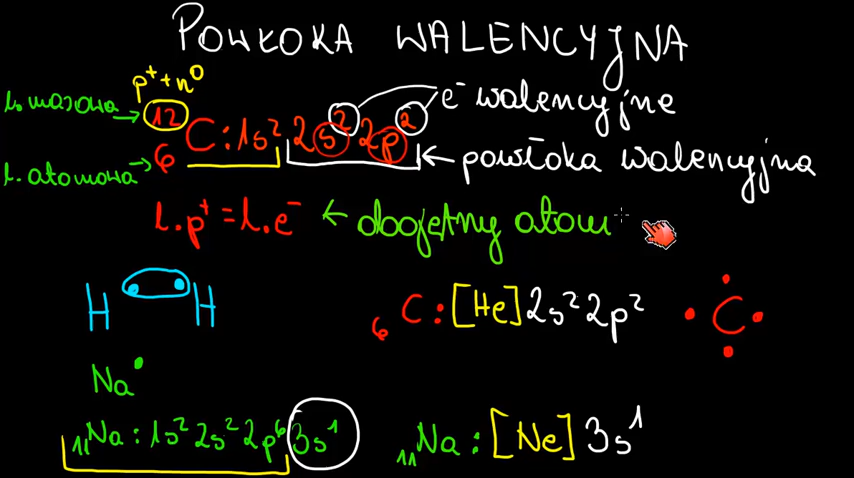 POWŁOKA WALENCYJNA
p⁺+n⁰
l. masowa → 12
₆C: 1s² 2s² 2p² e⁻ walencyjne
l. atomowa → ← powłoka walencyjna
l.p⁺ = l.e⁻ ← obojętny atom
H H
₆C: [He] 2s² 2p² C
Na
₁₁Na: 1s² 2s² 2p⁶ 3s¹ ₁₁Na: [Ne] 3s¹